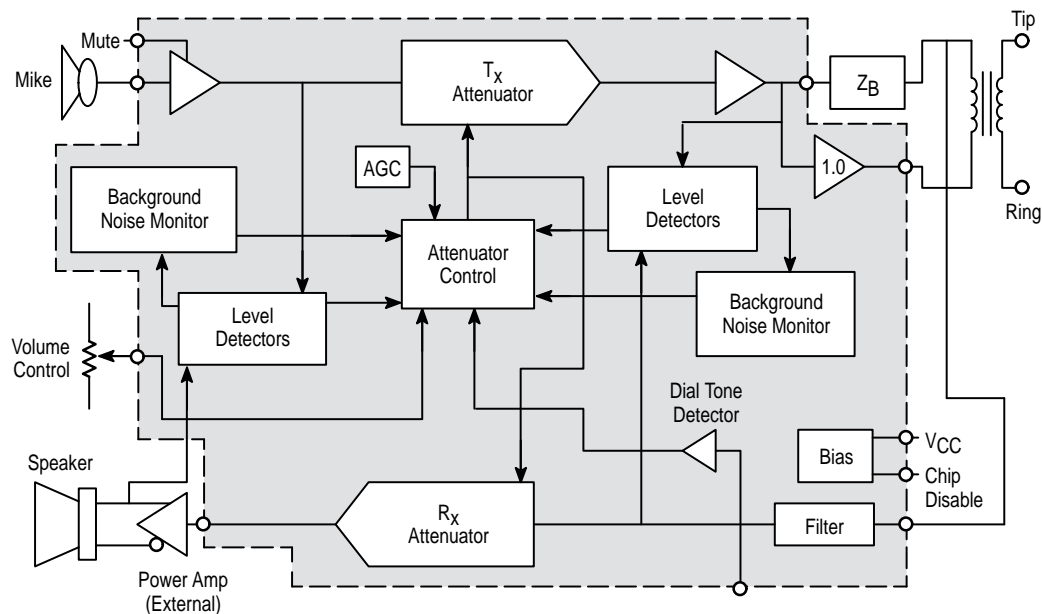 Mute
Mike
TX
Attenuator
ZB
Tip
Ring
1.0
AGC
Background
Noise Monitor
Level
Detectors
Attenuator
Control
Level
Detectors
Background
Noise Monitor
Volume
Control
Dial Tone
Detector
Bias
VCC
Chip
Disable
Speaker
RX
Attenuator
Filter
Power Amp
(External)